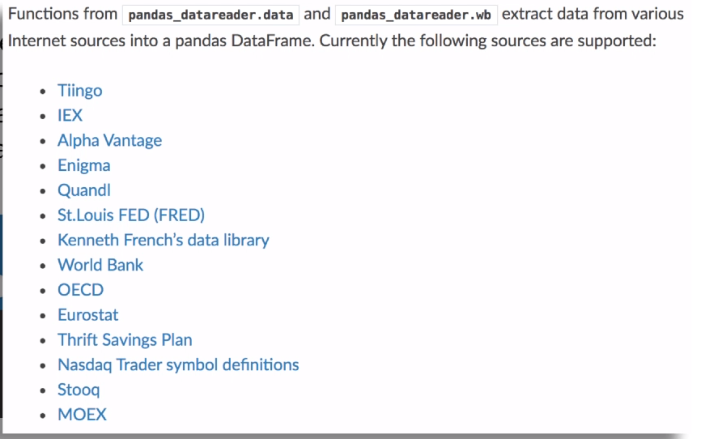 Functions from pandas_datareader.data and pandas_datareader.wb extract data from various
Internet sources into a pandas DataFrame. Currently the following sources are supported:
• Tiingo
• IEX
• Alpha Vantage
• Enigma
• Quandl
• St.Louis FED (FRED)
• Kenneth French's data library
• World Bank
• OECD
• Eurostat
• Thrift Savings Plan
• Nasdaq Trader symbol definitions
• Stooq
• MOEX